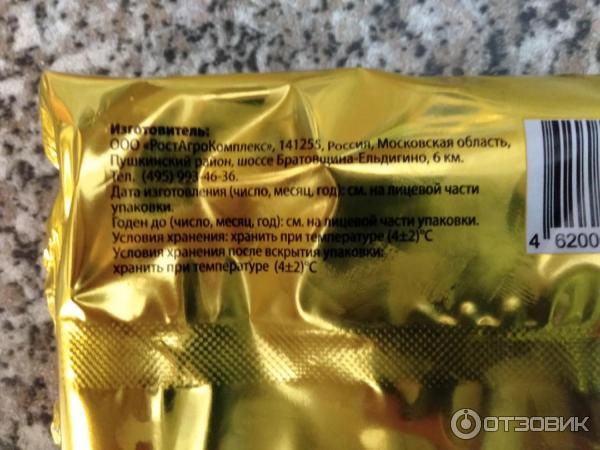 Изготовитель:
ООО «РостАгроКомплекс», 141255, Россия, Московская область,
Пушкинский район, шоссе Братовщина-Ельдигино, 6 км.
Тел. (495) 993-46-36.
Дата изготовления (число, месяц, год): см. на лицевой части
упаковки.
Годен до (число, месяц, год): см. на лицевой части упаковки.
Условия хранения: хранить при температуре (4±2)°С
Условия хранения после вскрытия упаковки:
хранить при температуре (4±2)°С
4 6200
ОТЗОВИК